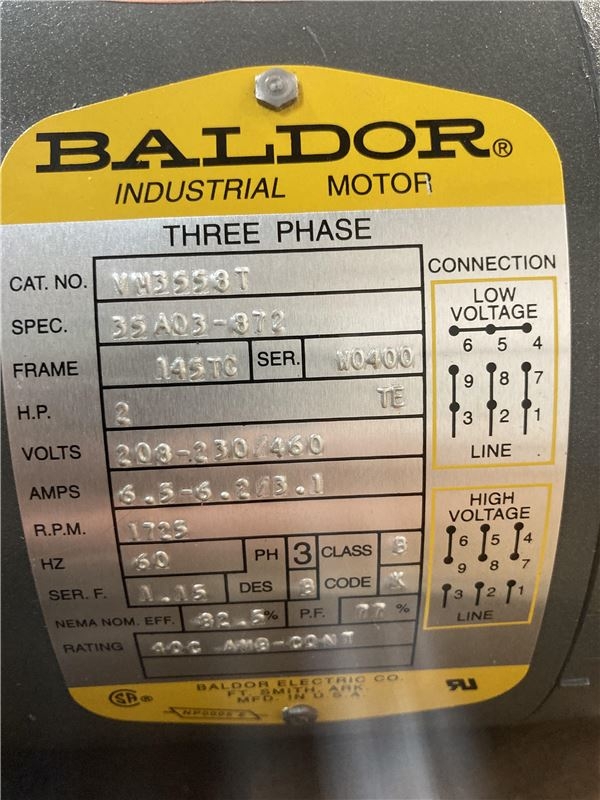 BALDOR®
INDUSTRIAL MOTOR
THREE PHASE
CAT. NO. VM3558T
SPEC. 35A03-872
FRAME 145TC SER. W0400
H.P. 2 TE
VOLTS 208-230/460
AMPS 6.5-6.2/3.1
R.P.M. 1725
HZ 60 PH 3 CLASS B
SER. F. 1.15 DES B CODE K
NEMA NOM. EFF. 82.5% P.F. 77 %
RATING 40C AMB-CONT
CONNECTION
LOW
VOLTAGE
6 5 4
9 8 7
3 2 1
LINE
HIGH
VOLTAGE
6 5 4
9 8 7
3 2 1
LINE
BALDOR ELECTRIC CO.
FT. SMITH, ARK.
MFD. IN U.S.A.
SA ®
RU